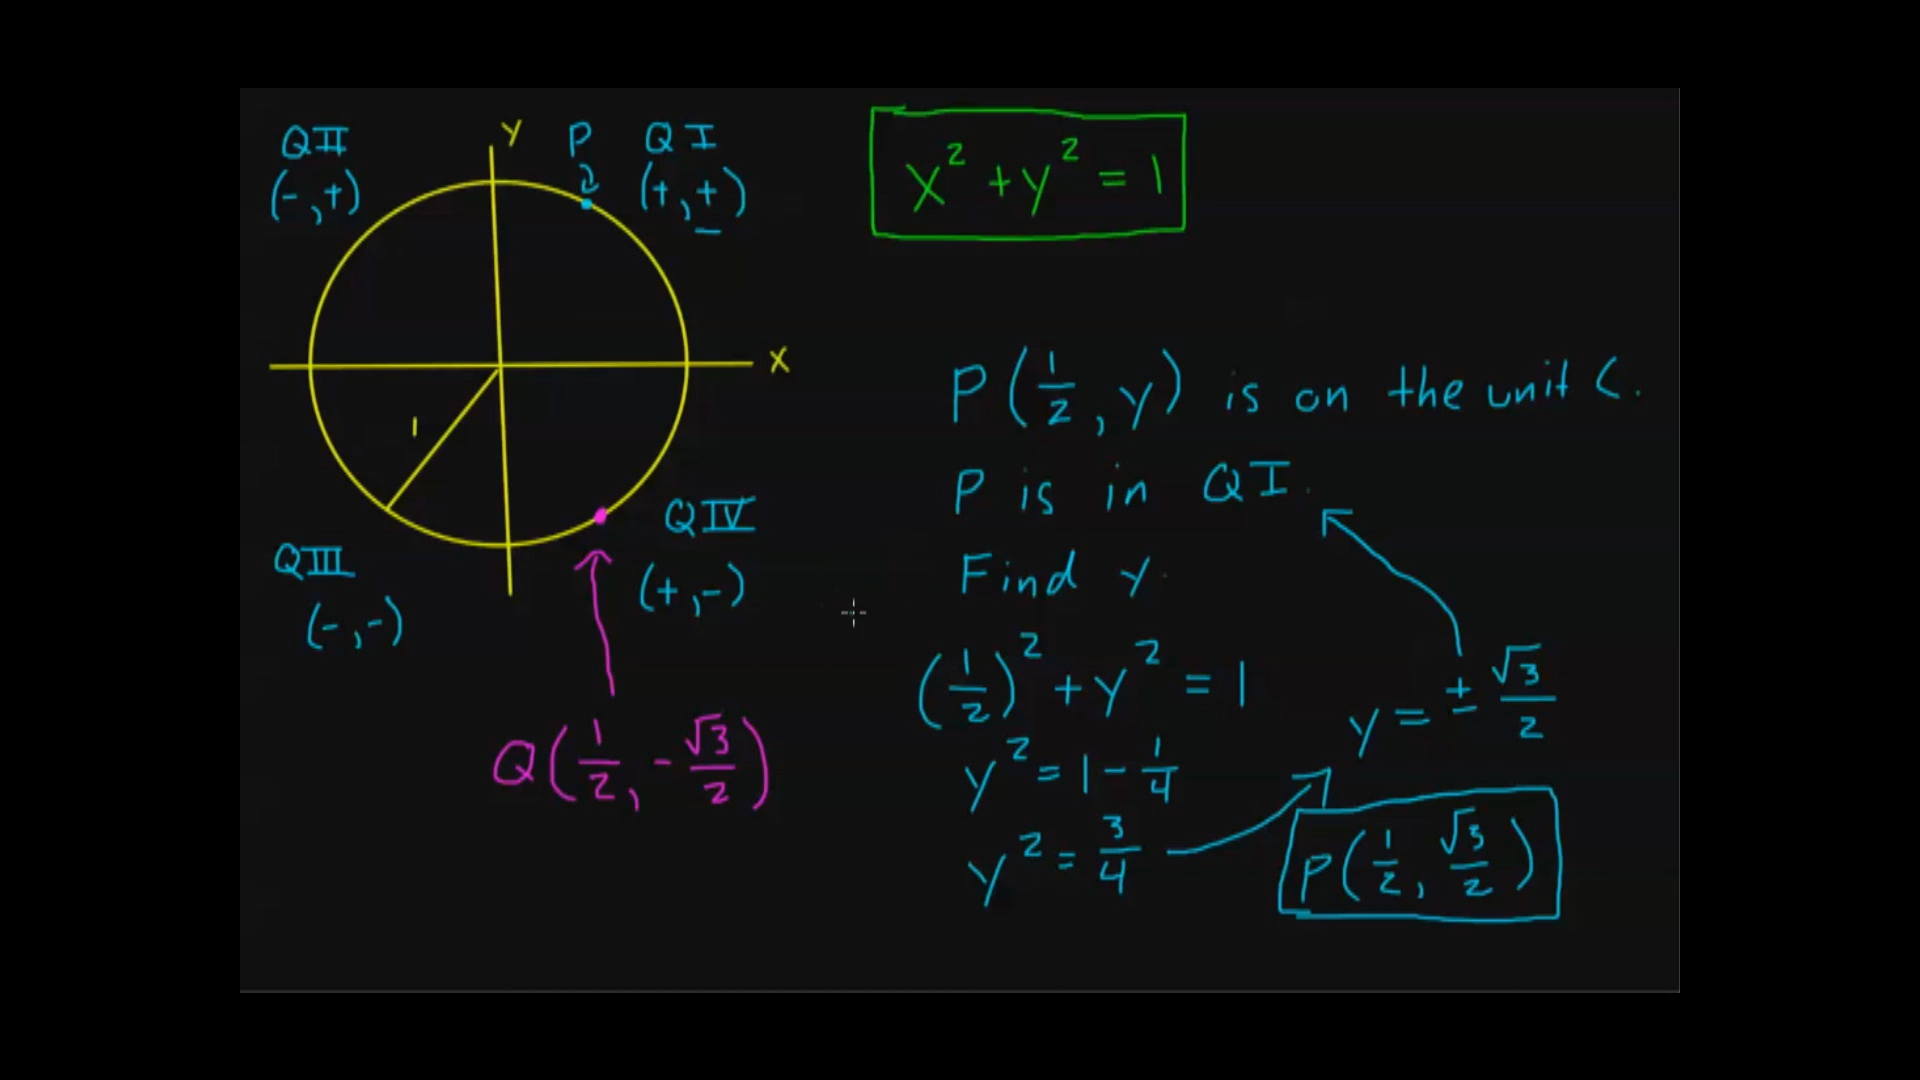 QII
(-,+)
y
P
QI
(+,+)
x
1
QIII
(-,-)
QIV
(+,-)
Q(1/2, -√3/2)
x² + y² = 1
P(1/2, y) is on the unit C.
P is in QI.
Find y.
(1/2)² + y² = 1
y² = 1 - 1/4
y² = 3/4
y = ± √3/2
P(1/2, √3/2)